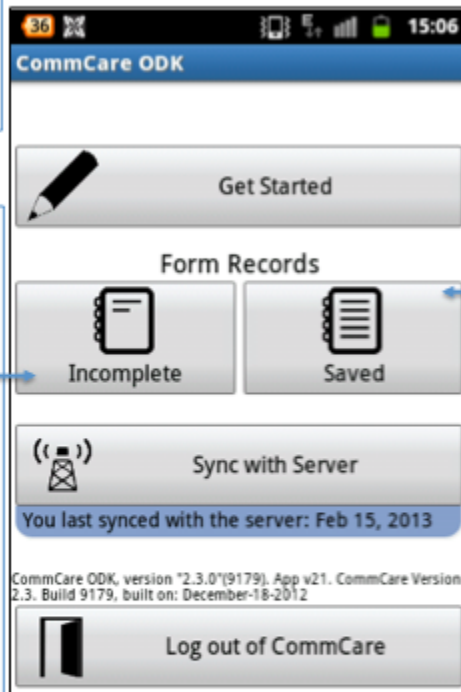 36 15:06
CommCare ODK
Get Started
Form Records
Incomplete Saved
Sync with Server
You last synced with the server: Feb 15, 2013
CommCare ODK, version "2.3.0"(9179). App v21. CommCare Version
2.3. Build 9179, built on: December-18-2012
Log out of CommCare